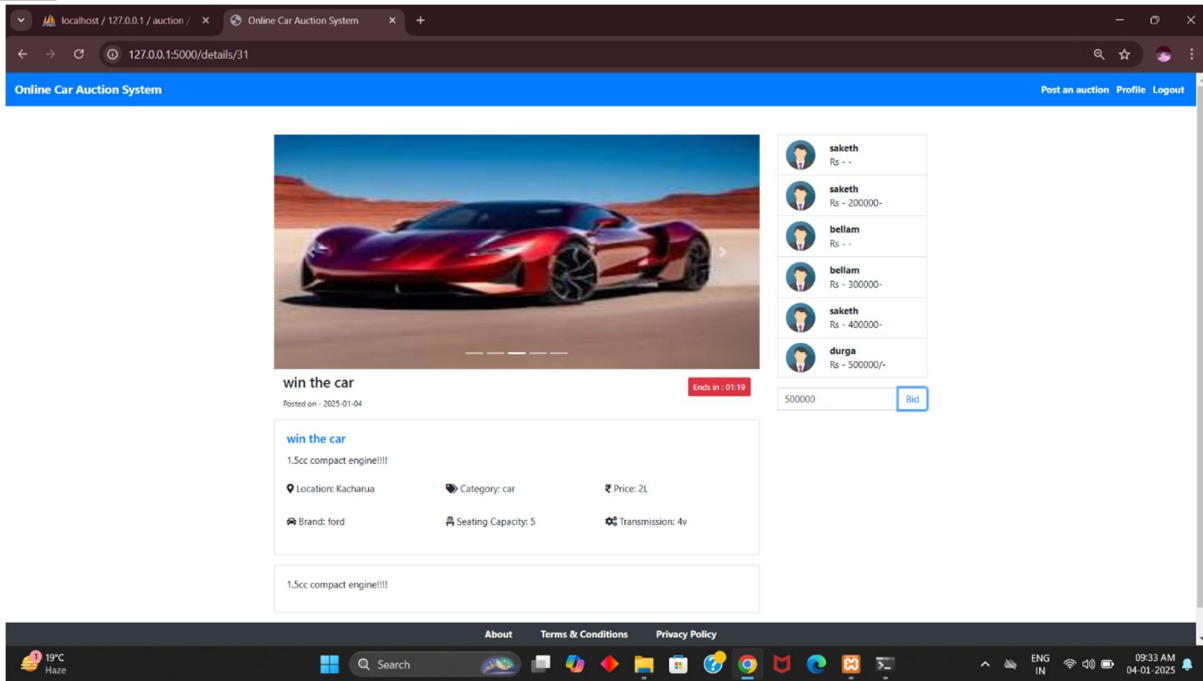 localhost / 127.0.0.1 / auction /
Online Car Auction System
127.0.0.1:5000/details/31
Online Car Auction System
Post an auction Profile Logout
saketh
Rs - -
saketh
Rs - 200000-
bellam
Rs - -
bellam
Rs - 300000-
saketh
Rs - 400000-
durga
Rs - 500000/-
500000 Bid
win the car
Ends in : 01:19
Posted on - 2025-01-04
win the car
1.5cc compact engine!!!!
Location: Kacharua Category: car ₹ Price: 2L
Brand: ford Seating Capacity: 5 Transmission: 4v
1.5cc compact engine!!!!
About Terms & Conditions Privacy Policy
1
19°C
Haze
Search
ENG
IN
09:33 AM
04-01-2025